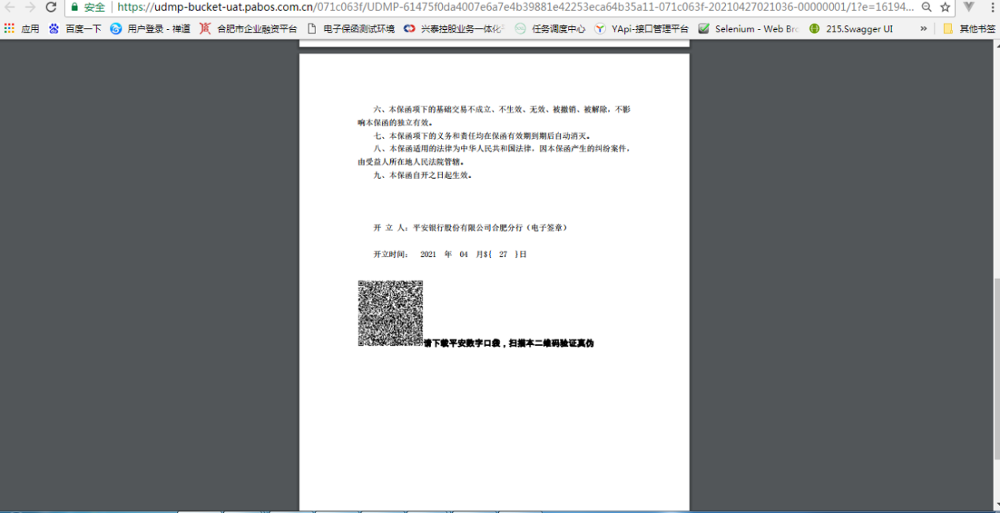 安全 https://udmp-bucket-uat.pabos.com.cn/071c063f/UDMP-61475f0da4007e6a7e4b39881e42253eca64b35a11-071c063f-20210427021036-00000001/1?e=16194...
应用 百度一下 用户登录 - 禅道 合肥市企业融资平台 电子保函测试环境 兴泰控股业务一体化 任务调度中心 YApi-接口管理平台 Selenium - Web Bro 215.Swagger UI » 其他书签
六、本保函项下的基础交易不成立、不生效、无效、被撤销、被解除，不影
响本保函的独立有效。
七、本保函项下的义务和责任均在保函有效期到期后自动消灭。
八、本保函适用的法律为中华人民共和国法律，因本保函产生的纠纷案件，
由受益人所在地人民法院管辖。
九、本保函自开之日起生效。
开 立 人：平安银行股份有限公司合肥分行（电子签章）
开立时间： 2021 年 04 月${ 27 }日
请下载平安数字口袋，扫描本二维码验证真伪